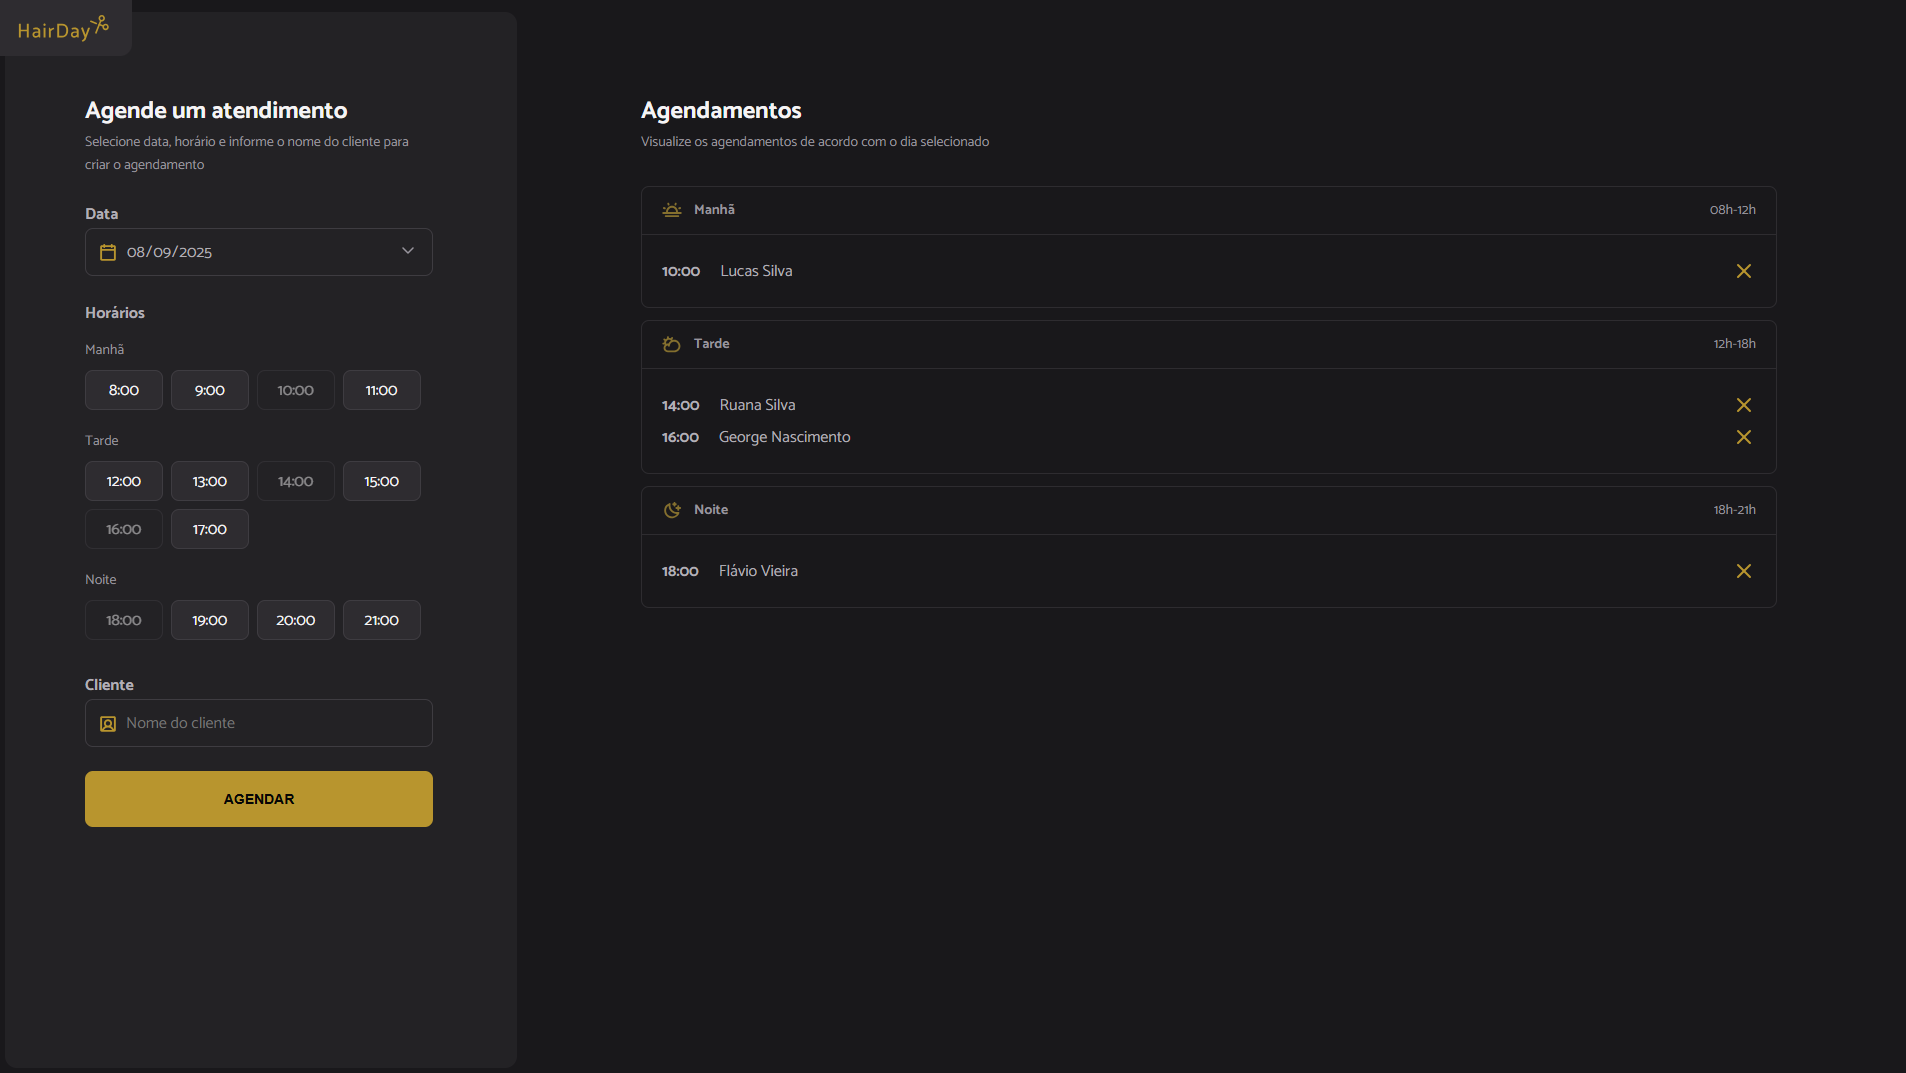 HairDay
Agende um atendimento
Selecione data, horário e informe o nome do cliente para
criar o agendamento
Data
08/09/2025
Horários
Manhã
8:00 9:00 10:00 11:00
Tarde
12:00 13:00 14:00 15:00
16:00 17:00
Noite
18:00 19:00 20:00 21:00
Cliente
Nome do cliente
AGENDAR
Agendamentos
Visualize os agendamentos de acordo com o dia selecionado
Manhã 08h-12h
10:00 Lucas Silva
Tarde 12h-18h
14:00 Ruana Silva
16:00 George Nascimento
Noite 18h-21h
18:00 Flávio Vieira